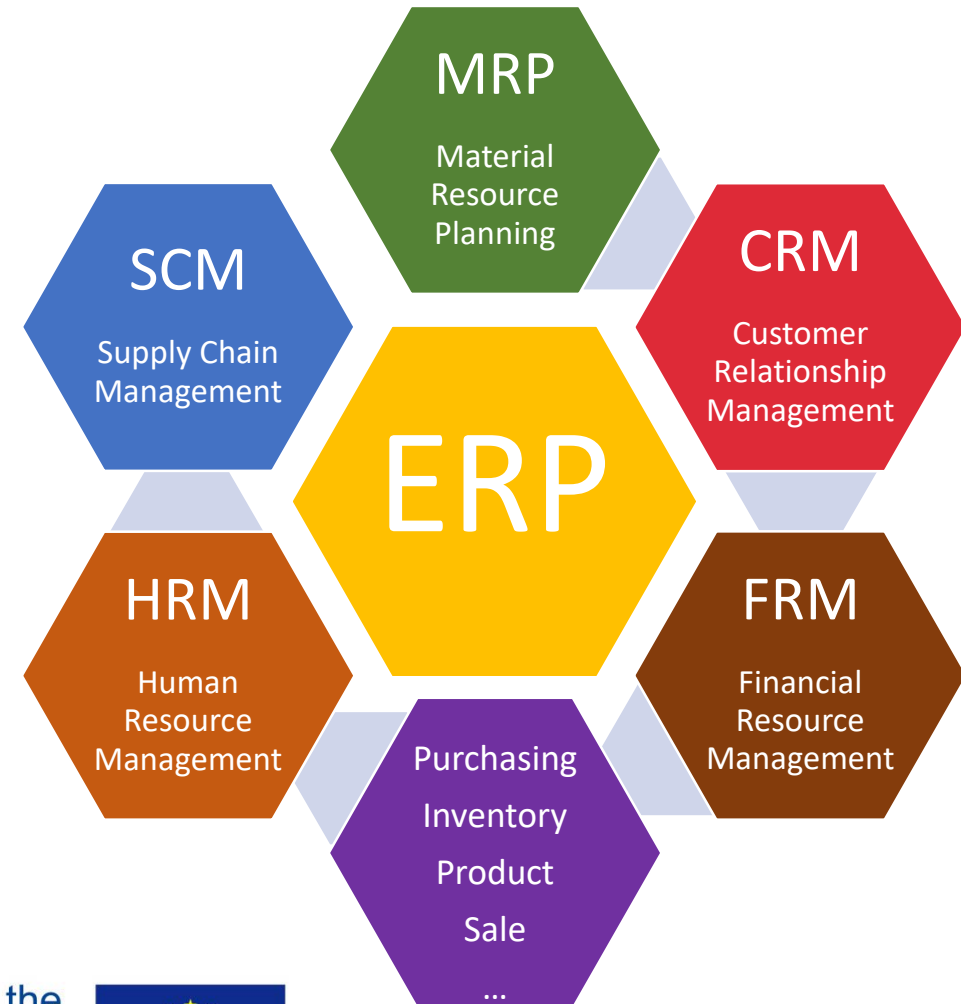 MRP
Material
Resource
Planning
SCM
Supply Chain
Management
CRM
Customer
Relationship
Management
ERP
HRM
Human
Resource
Management
FRM
Financial
Resource
Management
Purchasing
Inventory
Product
Sale
...
the